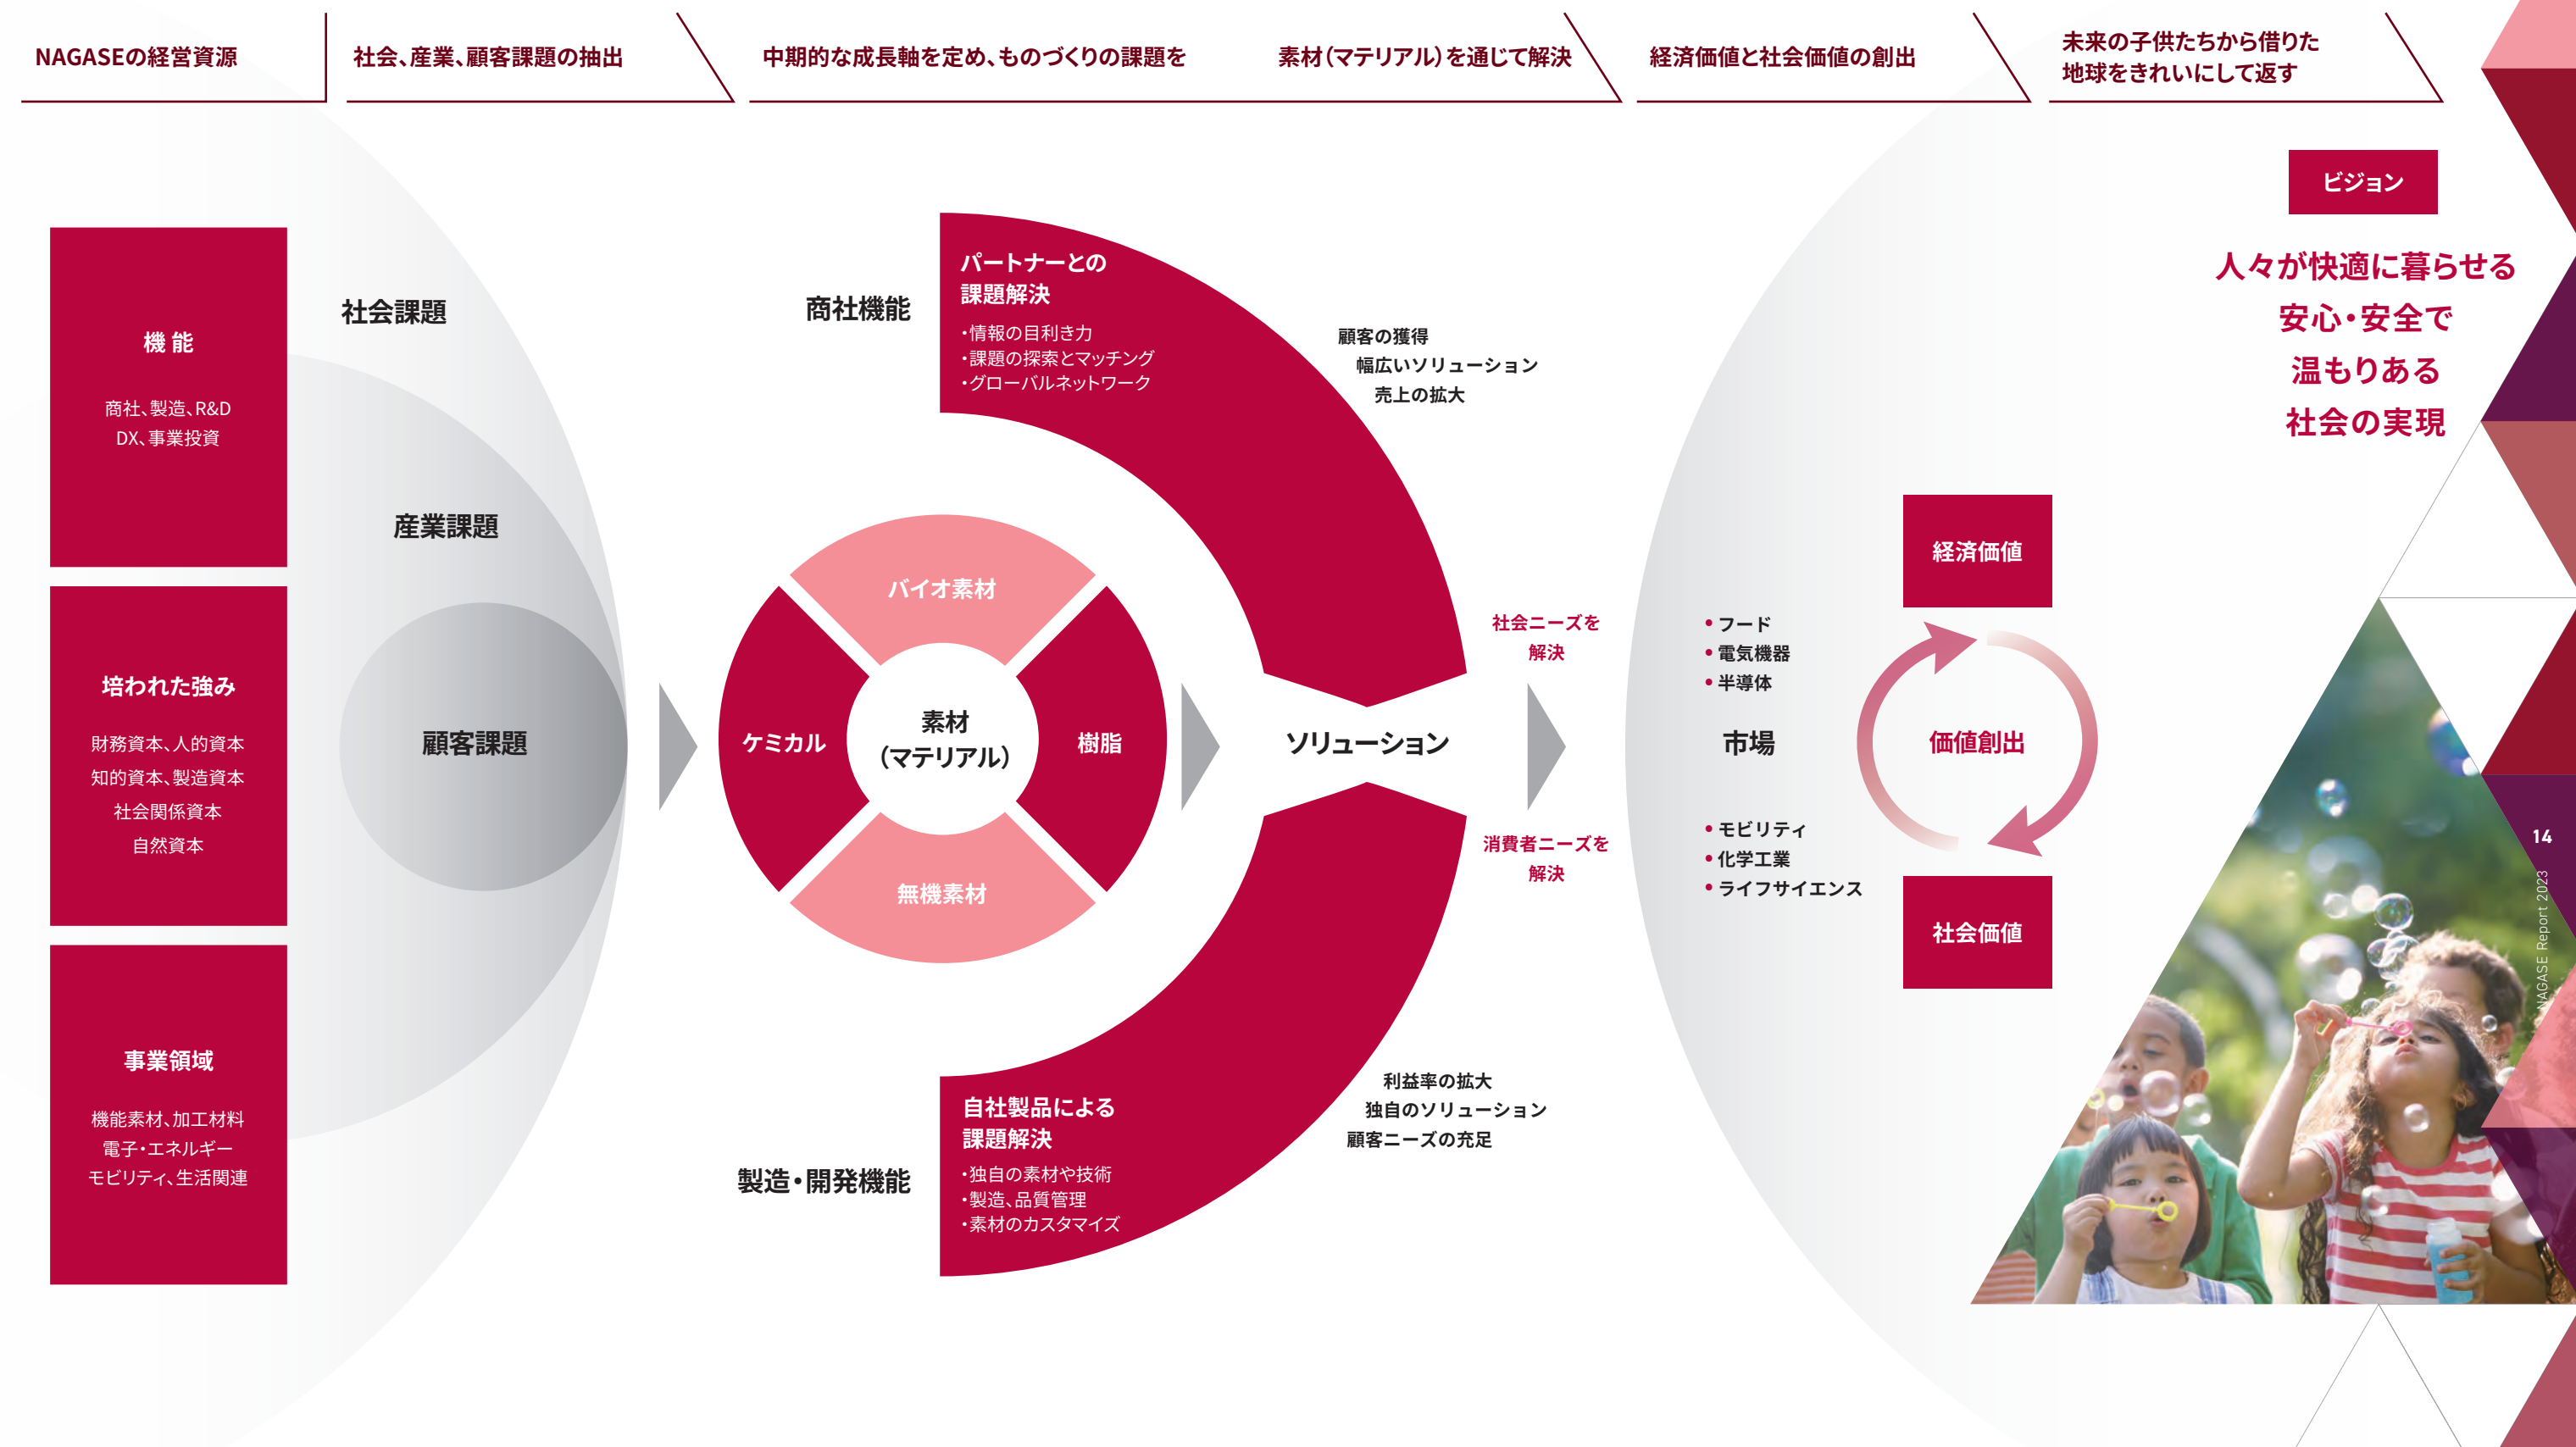 NAGASEの経営資源
社会、産業、顧客課題の抽出
中期的な成長軸を定め、ものづくりの課題を
素材（マテリアル）を通じて解決
経済価値と社会価値の創出
未来の子供たちから借りた
地球をきれいにして返す
機 能
商社、製造、R&D
DX、事業投資
培われた強み
財務資本、人的資本
知的資本、製造資本
社会関係資本
自然資本
事業領域
機能素材、加工材料
電子・エネルギー
モビリティ、生活関連
社会課題
産業課題
顧客課題
商社機能
パートナーとの
課題解決
・情報の目利き力
・課題の探索とマッチング
・グローバルネットワーク
顧客の獲得
幅広いソリューション
売上の拡大
バイオ素材
ケミカル
素材
（マテリアル）
樹脂
無機素材
ソリューション
製造・開発機能
自社製品による
課題解決
・独自の素材や技術
・製造、品質管理
・素材のカスタマイズ
利益率の拡大
独自のソリューション
顧客ニーズの充足
社会ニーズを
解決
消費者ニーズを
解決
• フード
• 電気機器
• 半導体
市場
• モビリティ
• 化学工業
• ライフサイエンス
経済価値
価値創出
社会価値
ビジョン
人々が快適に暮らせる
安心・安全で
温もりある
社会の実現
14
NAGASE Report 2023